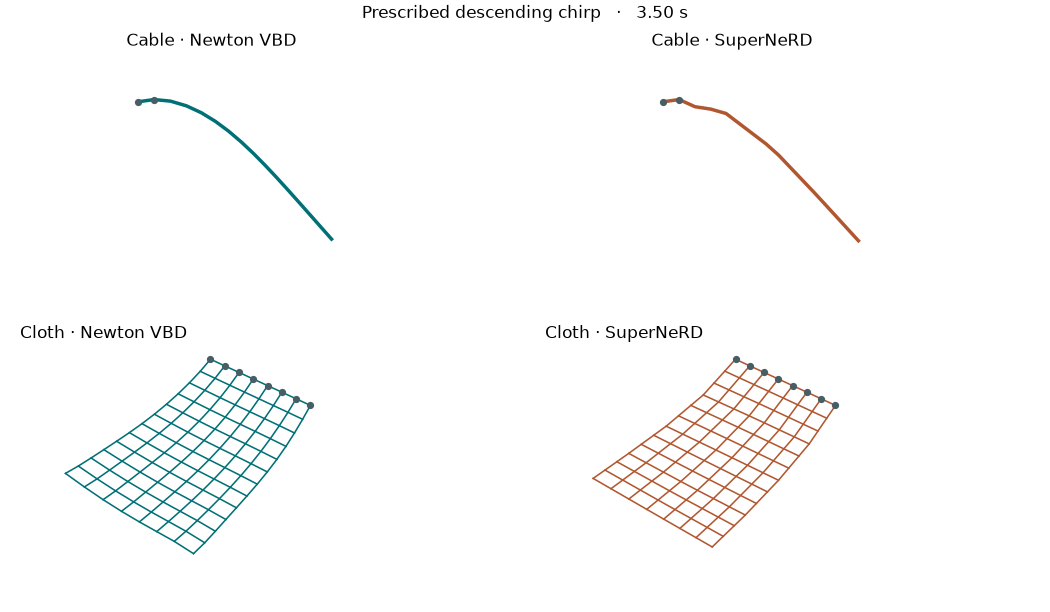 Prescribed descending chirp · 3.50 s
Cable · Newton VBD
Cable · SuperNeRD
Cloth · Newton VBD
Cloth · SuperNeRD